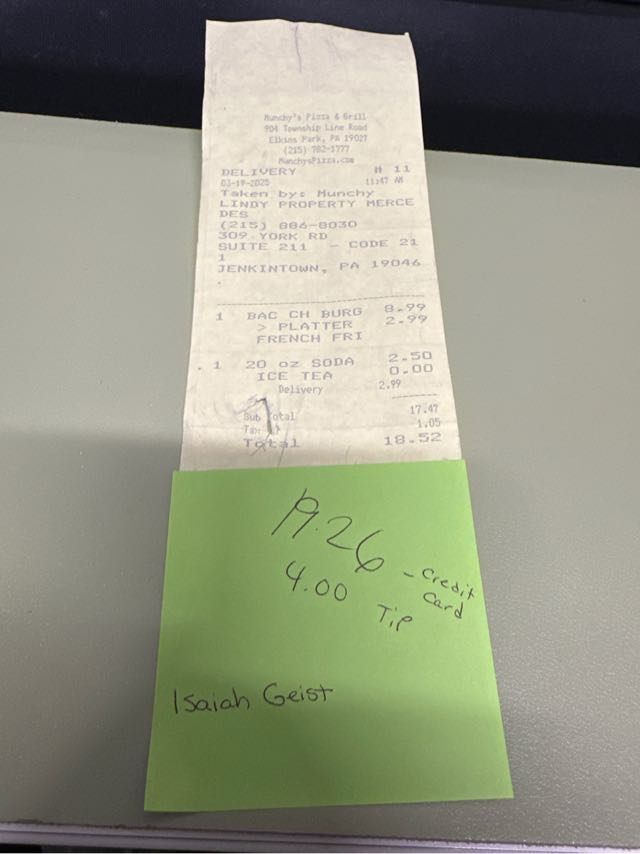 Munchy's Pizza & Grill
904 Township Line Road
Elkins Park, PA 19027
(215) 782-1777
MunchysPizza.com
DELIVERY # 11
03-19-2025 11:47 AM
Taken by: Munchy
LINDY PROPERTY MERCE
DES
(215) 886-8030
309 YORK RD
SUITE 211 - CODE 21
1
JENKINTOWN, PA 19046
1 BAC CH BURG 8.99
> PLATTER 2.99
FRENCH FRI
1 20 oz SODA 2.50
ICE TEA 0.00
Delivery 2.99
Sub Total 17.47
1.05
Total 18.52
19.26 - Credit
Card
4.00 Tip
Isaiah Geist